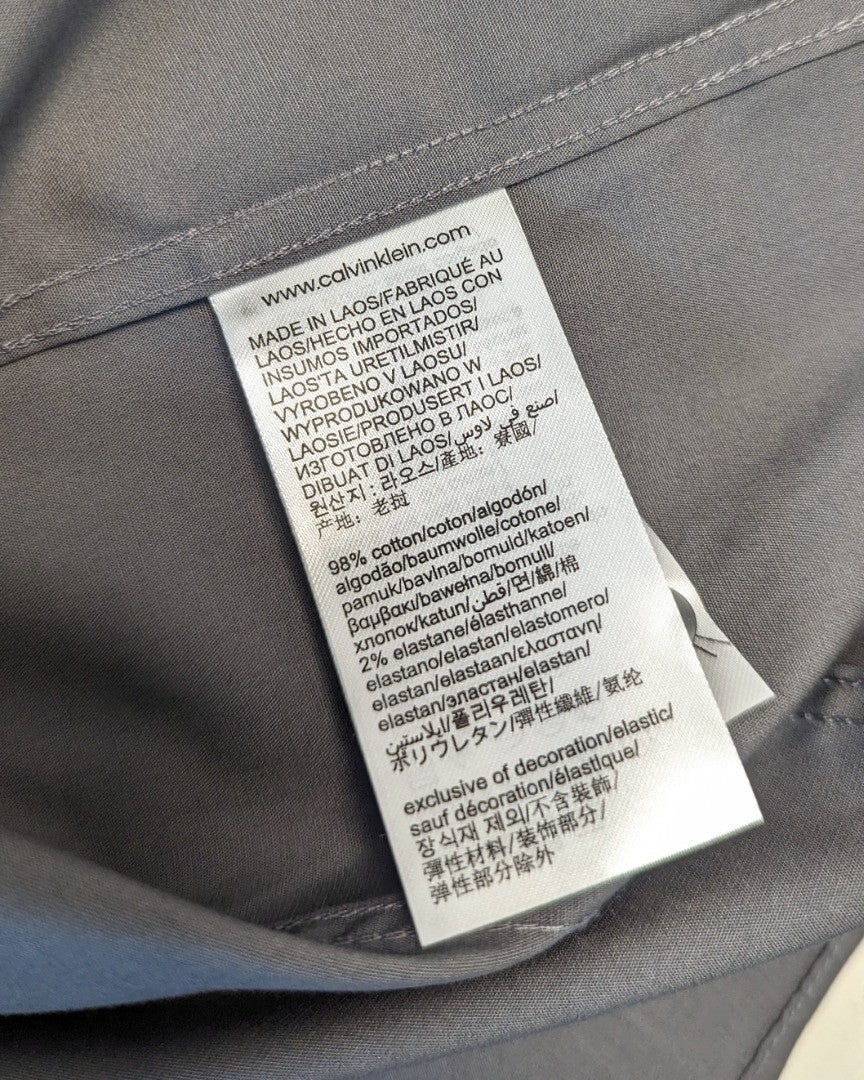 www.calvinklein.com
MADE IN LAOS/FABRIQUÉ AU
LAOS/HECHO EN LAOS CON
INSUMOS IMPORTADOS/
LAOS'TA URETILMISTIR/
VYROBENO V LAOSU/
WYPRODUKOWANO W
LAOSIE/PRODUSERT I LAOS/
ИЗГОТОВЛЕНО В ЛАОС/
DIBUAT DI LAOS/صنع في لاوس/
원산지 : 라오스/產地: 寮國/
产地: 老挝
98% cotton/coton/algodón/
algodão/baumwolle/cotone/
pamuk/bavlna/bomuld/katoen/
βαμβακι/bawełna/bomull/
хлопок/katun/قطن/면/綿/棉
2% elastane/élasthanne/
elastano/elastan/elastomero/
elastan/elastaan/ελαστανη/
elastan/эластан/elastan/
ايلاستين/폴리우레탄/
ポリウレタン/彈性纖維/氨纶
exclusive of decoration/elastic/
sauf décoration/élastique/
장식재 제외/不含裝飾/
彈性材料/装饰部分/
弹性部分除外